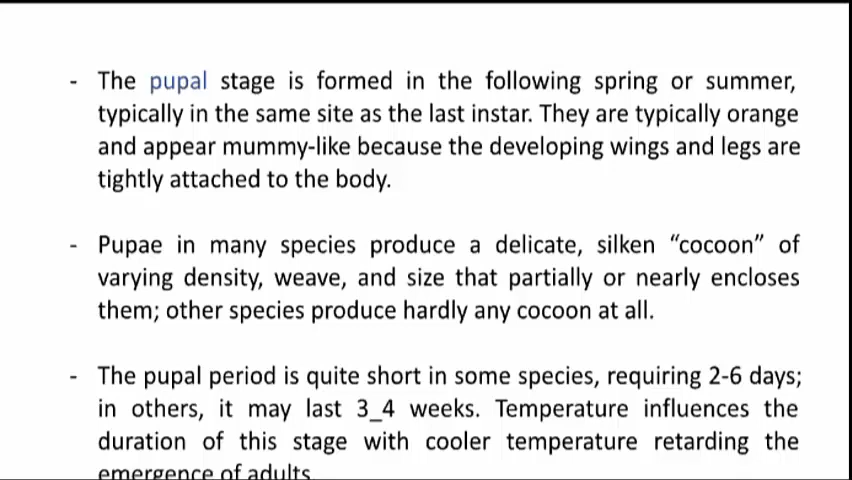 - The pupal stage is formed in the following spring or summer,
typically in the same site as the last instar. They are typically orange
and appear mummy-like because the developing wings and legs are
tightly attached to the body.
- Pupae in many species produce a delicate, silken “cocoon” of
varying density, weave, and size that partially or nearly encloses
them; other species produce hardly any cocoon at all.
- The pupal period is quite short in some species, requiring 2-6 days;
in others, it may last 3_4 weeks. Temperature influences the
duration of this stage with cooler temperature retarding the
emergence of adults.